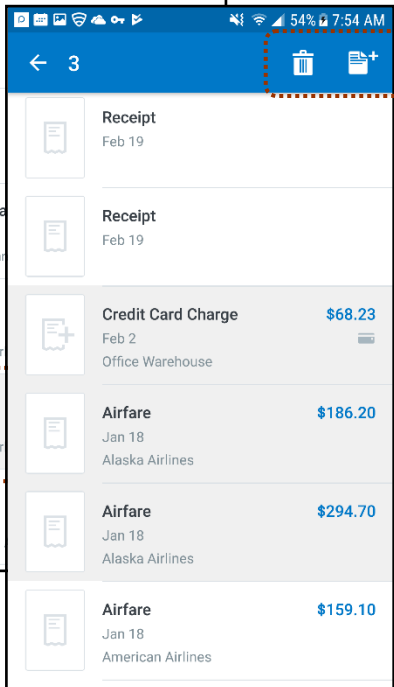 54% 7:54 AM
3
Receipt
Feb 19
Receipt
Feb 19
Credit Card Charge $68.23
Feb 2
Office Warehouse
Airfare $186.20
Jan 18
Alaska Airlines
Airfare $294.70
Jan 18
Alaska Airlines
Airfare $159.10
Jan 18
American Airlines